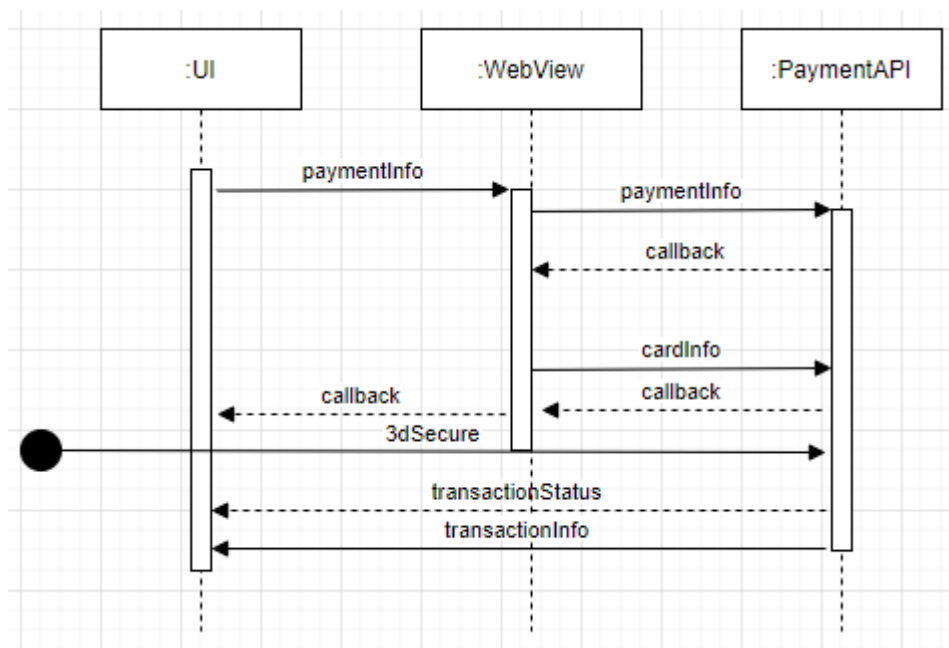 :UI
:WebView
:PaymentAPI
paymentInfo
paymentInfo
callback
cardInfo
callback
callback
3dSecure
transactionStatus
transactionInfo